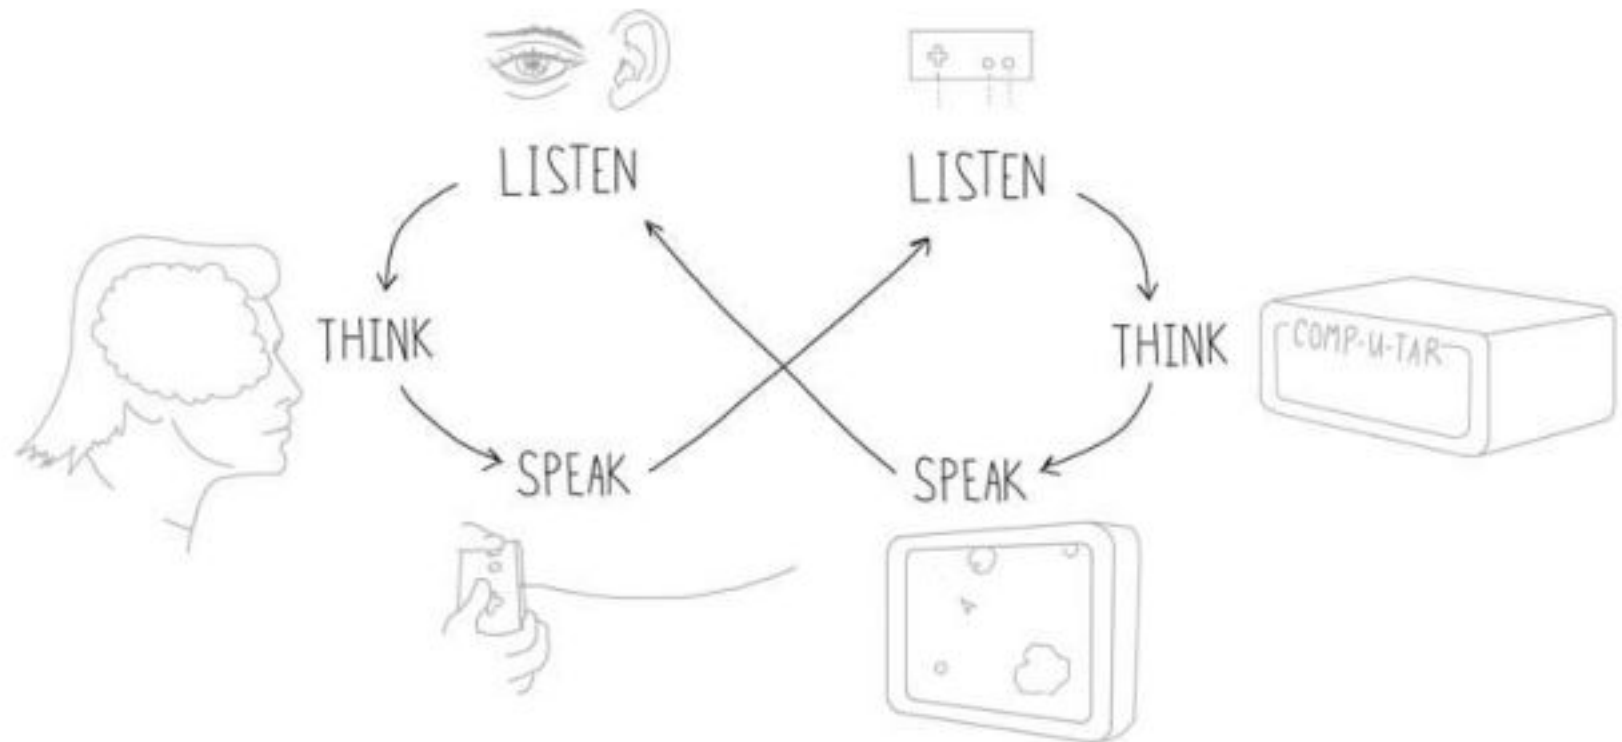 LISTEN
LISTEN
THINK
THINK
COMP-U-TAR
SPEAK
SPEAK